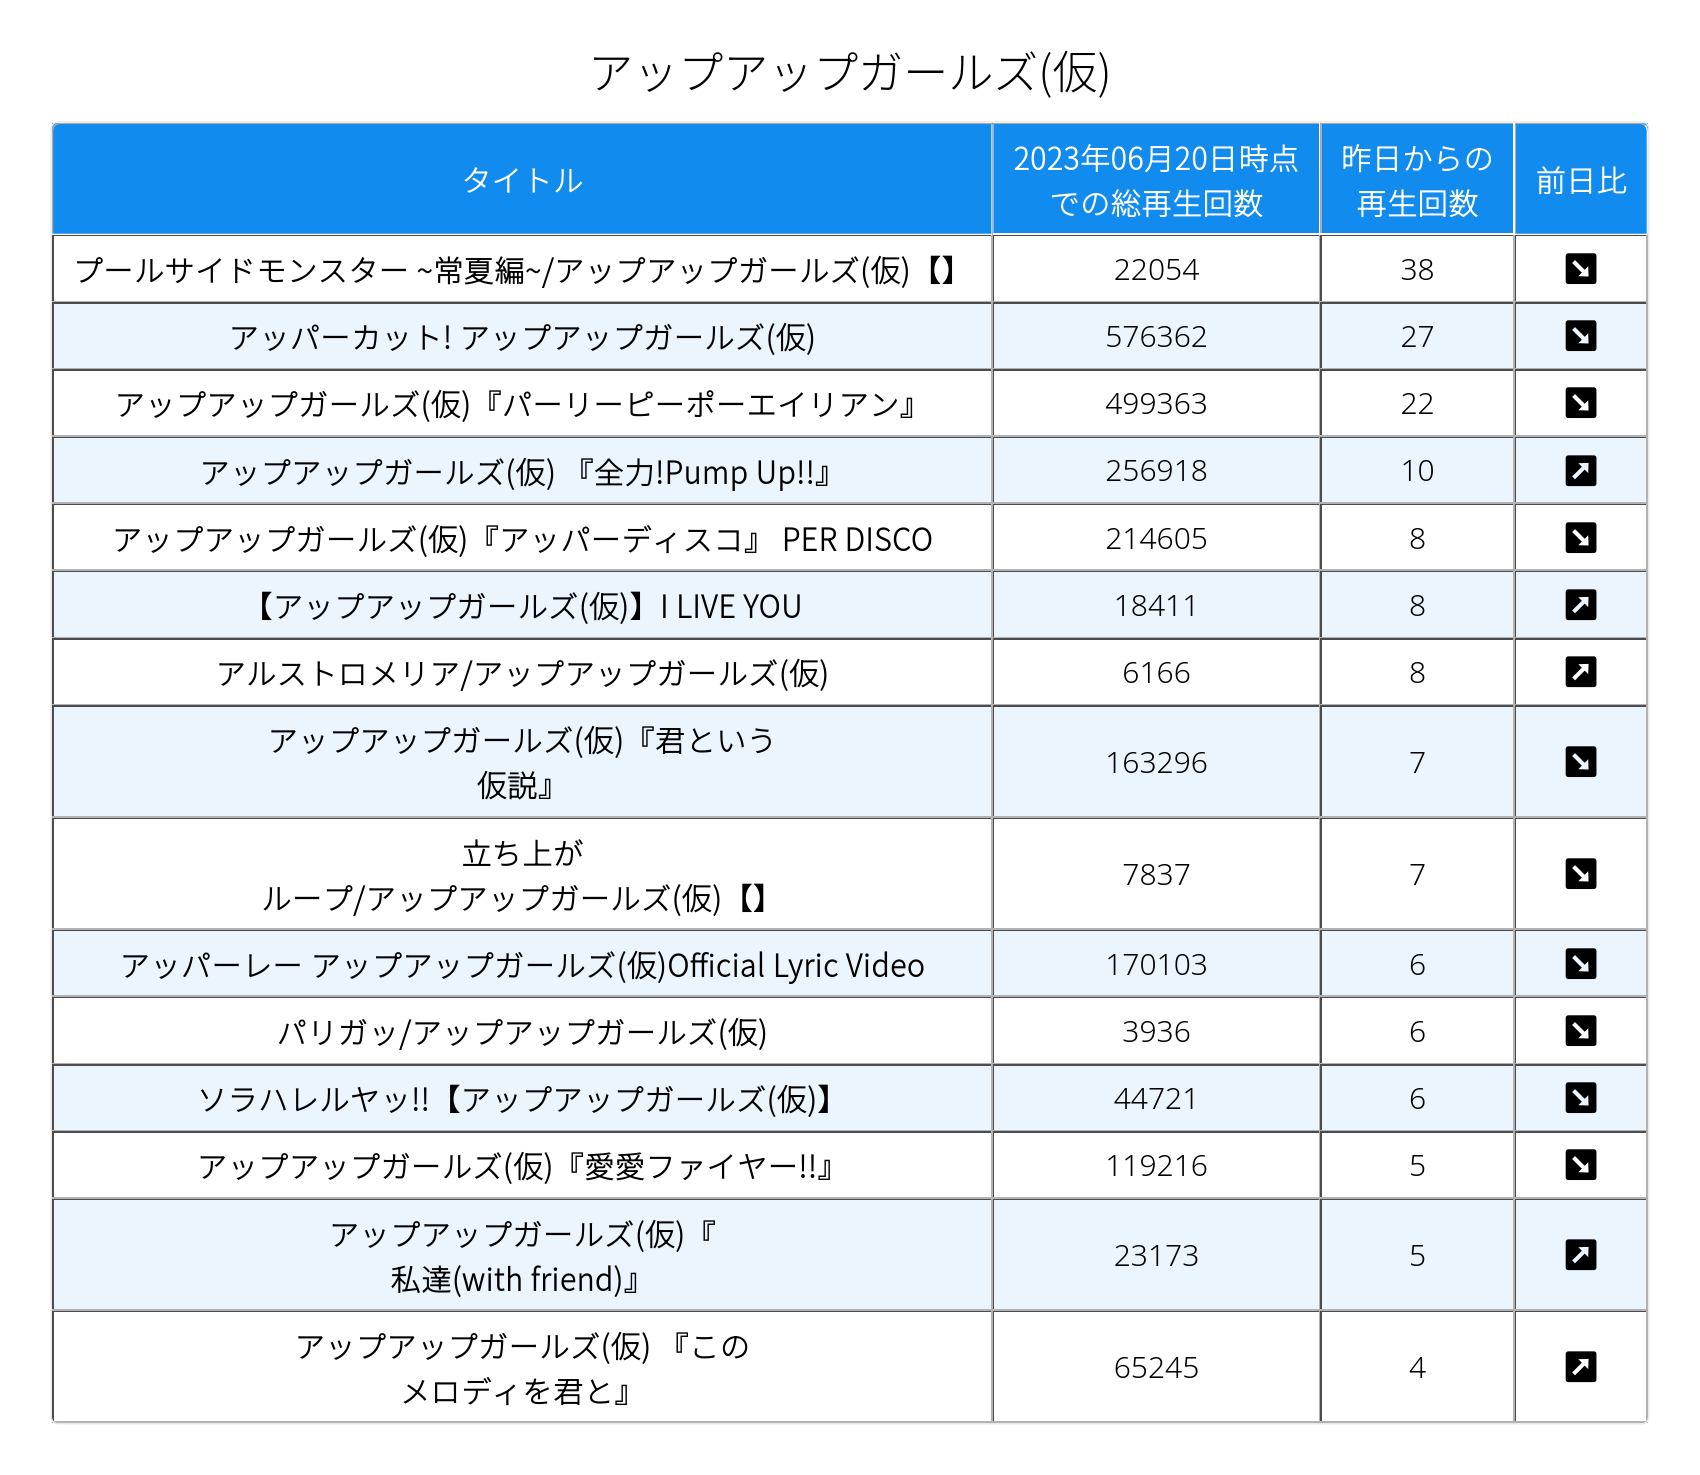 アップアップガールズ(仮)
タイトル
2023年06月20日時点
での総再生回数
昨日からの
再生回数
前日比
プールサイドモンスター ~常夏編~/アップアップガールズ(仮)【】
22054
38
アッパーカット! アップアップガールズ(仮)
576362
27
アップアップガールズ(仮)『パーリーピーポーエイリアン』
499363
22
アップアップガールズ(仮) 『全力!Pump Up!!』
256918
10
アップアップガールズ(仮)『アッパーディスコ』 PER DISCO
214605
8
【アップアップガールズ(仮)】I LIVE YOU
18411
8
アルストロメリア/アップアップガールズ(仮)
6166
8
アップアップガールズ(仮)『君という
仮説』
163296
7
立ち上が
ループ/アップアップガールズ(仮)【】
7837
7
アッパーレー アップアップガールズ(仮)Official Lyric Video
170103
6
パリガッ/アップアップガールズ(仮)
3936
6
ソラハレルヤッ!!【アップアップガールズ(仮)】
44721
6
アップアップガールズ(仮)『愛愛ファイヤー!!』
119216
5
アップアップガールズ(仮)『
私達(with friend)』
23173
5
アップアップガールズ(仮) 『この
メロディを君と』
65245
4